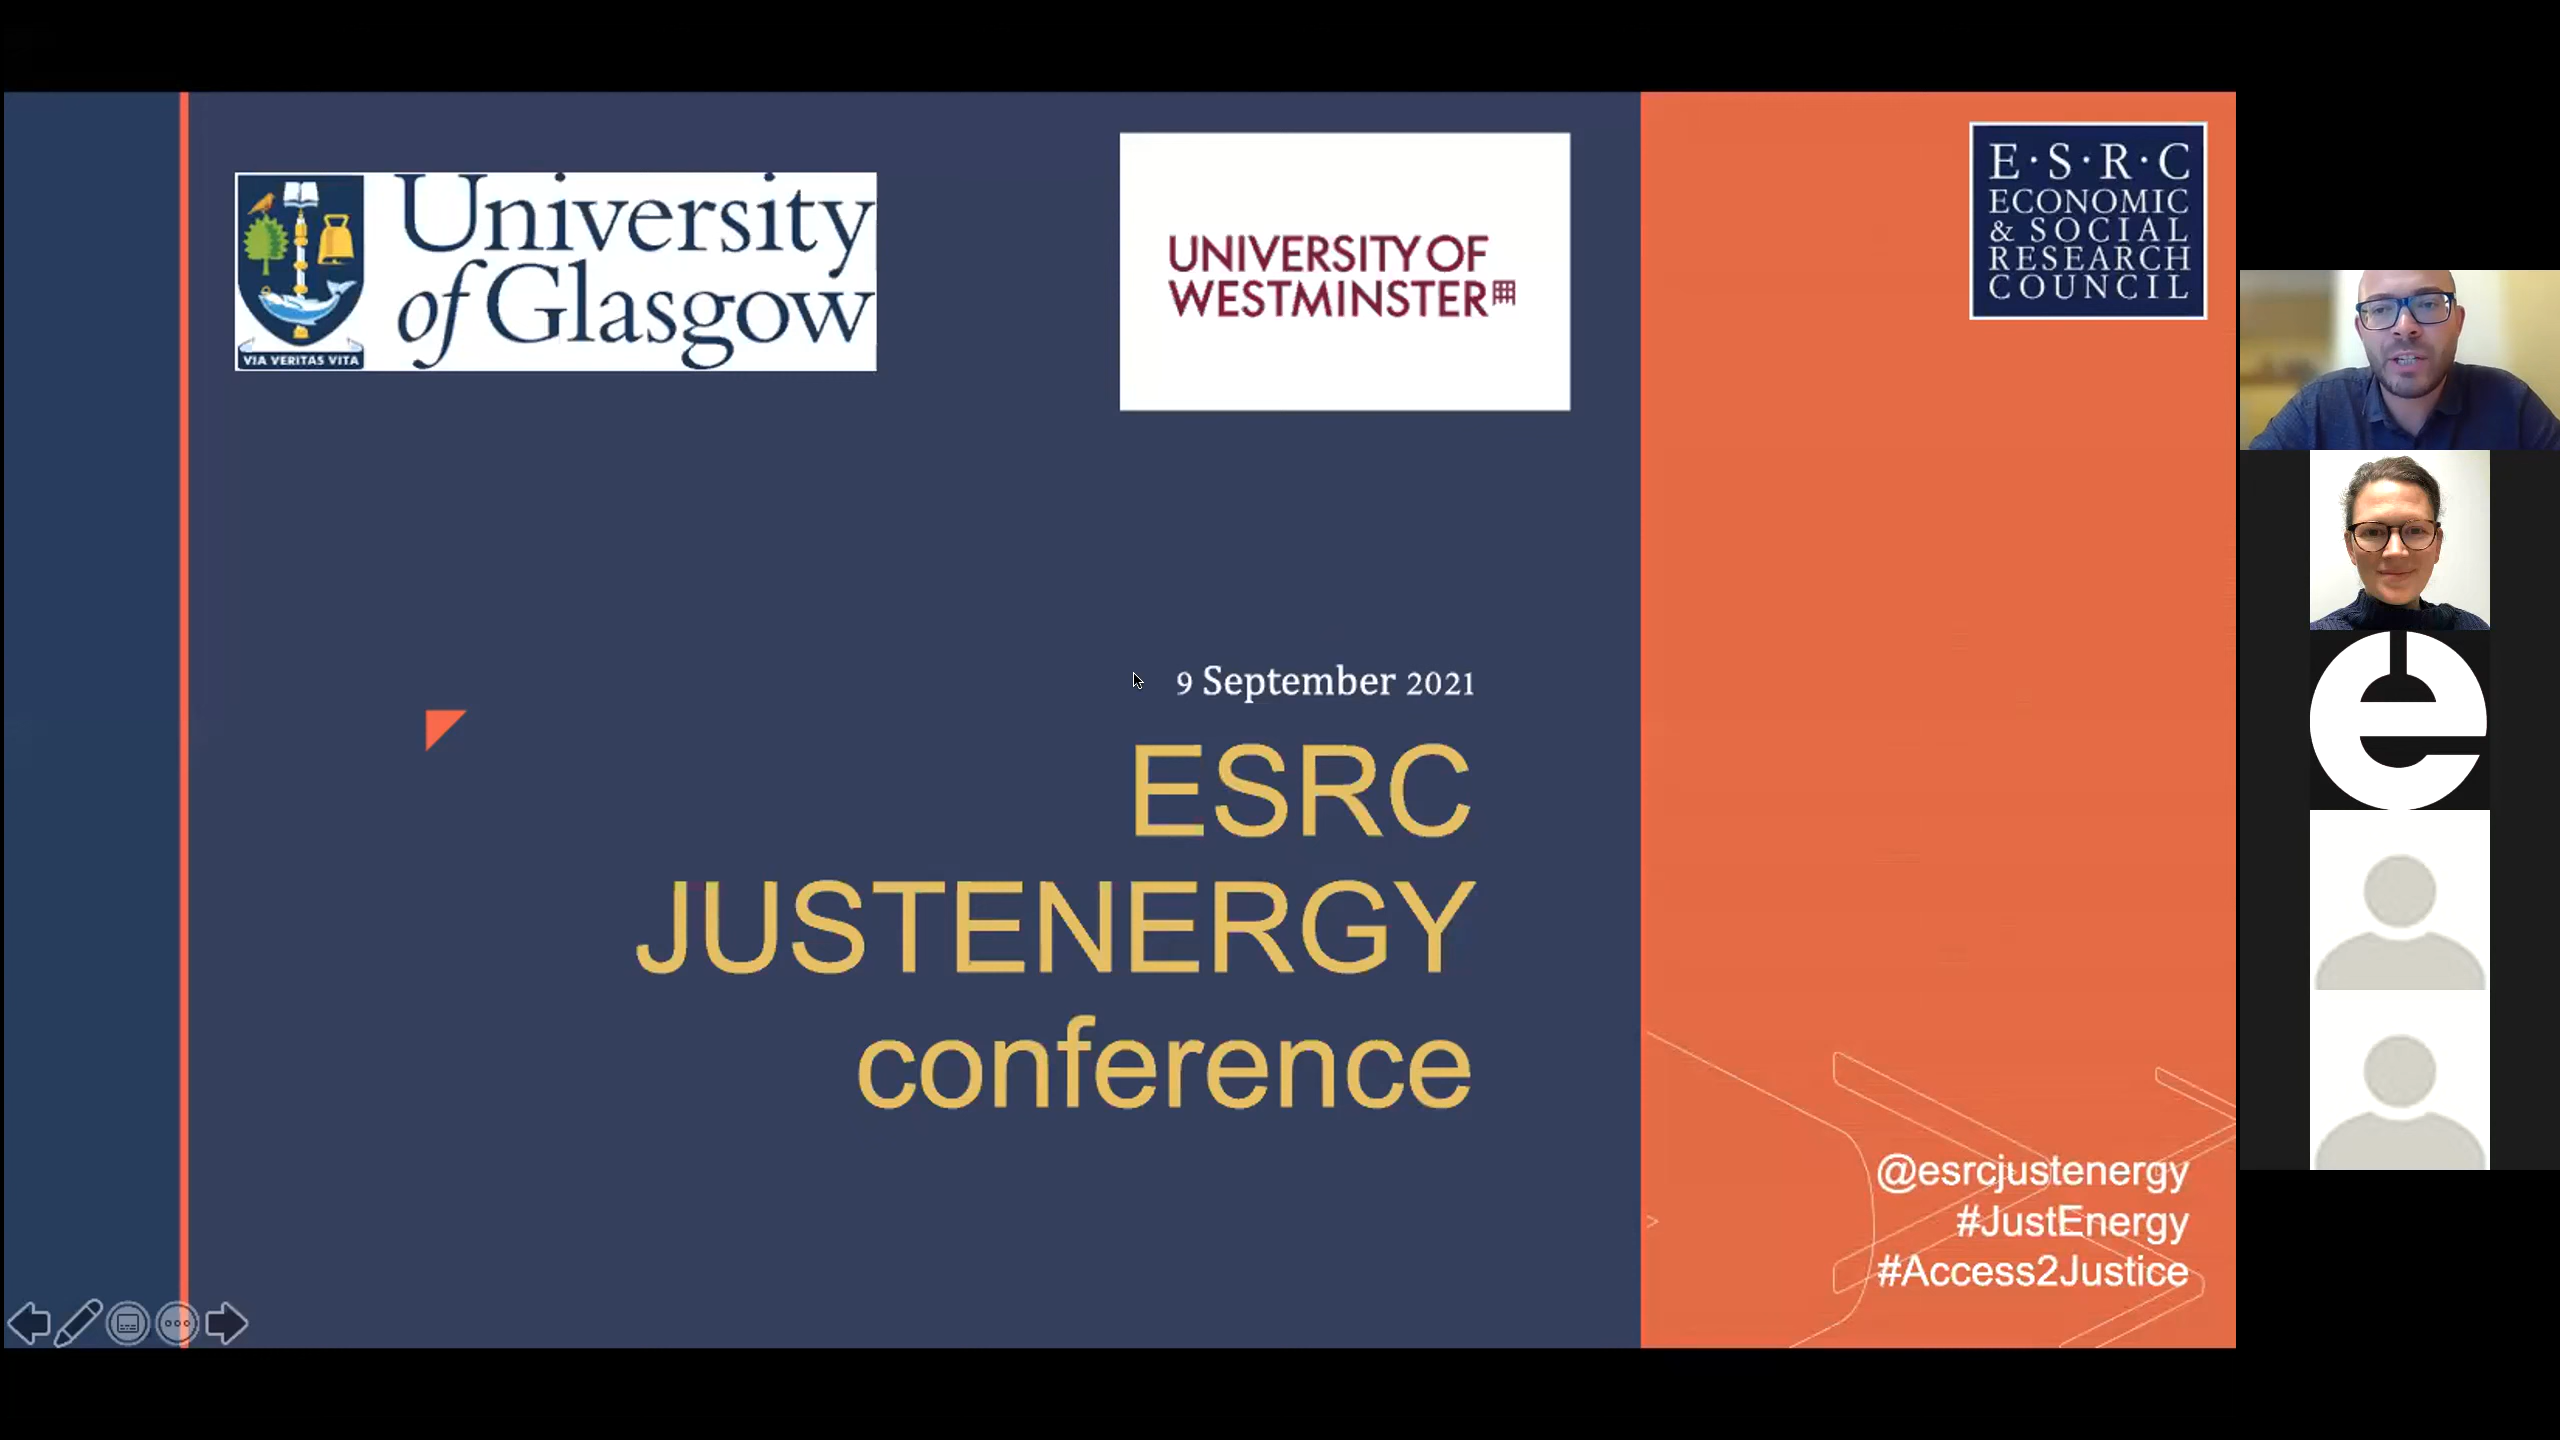 University
of Glasgow
VIA VERITAS VITA
UNIVERSITY OF
WESTMINSTER
E·S·R·C
ECONOMIC
& SOCIAL
RESEARCH
COUNCIL
9 September 2021
ESRC
JUSTENERGY
conference
@esrcjustenergy
#JustEnergy
#Access2Justice
e